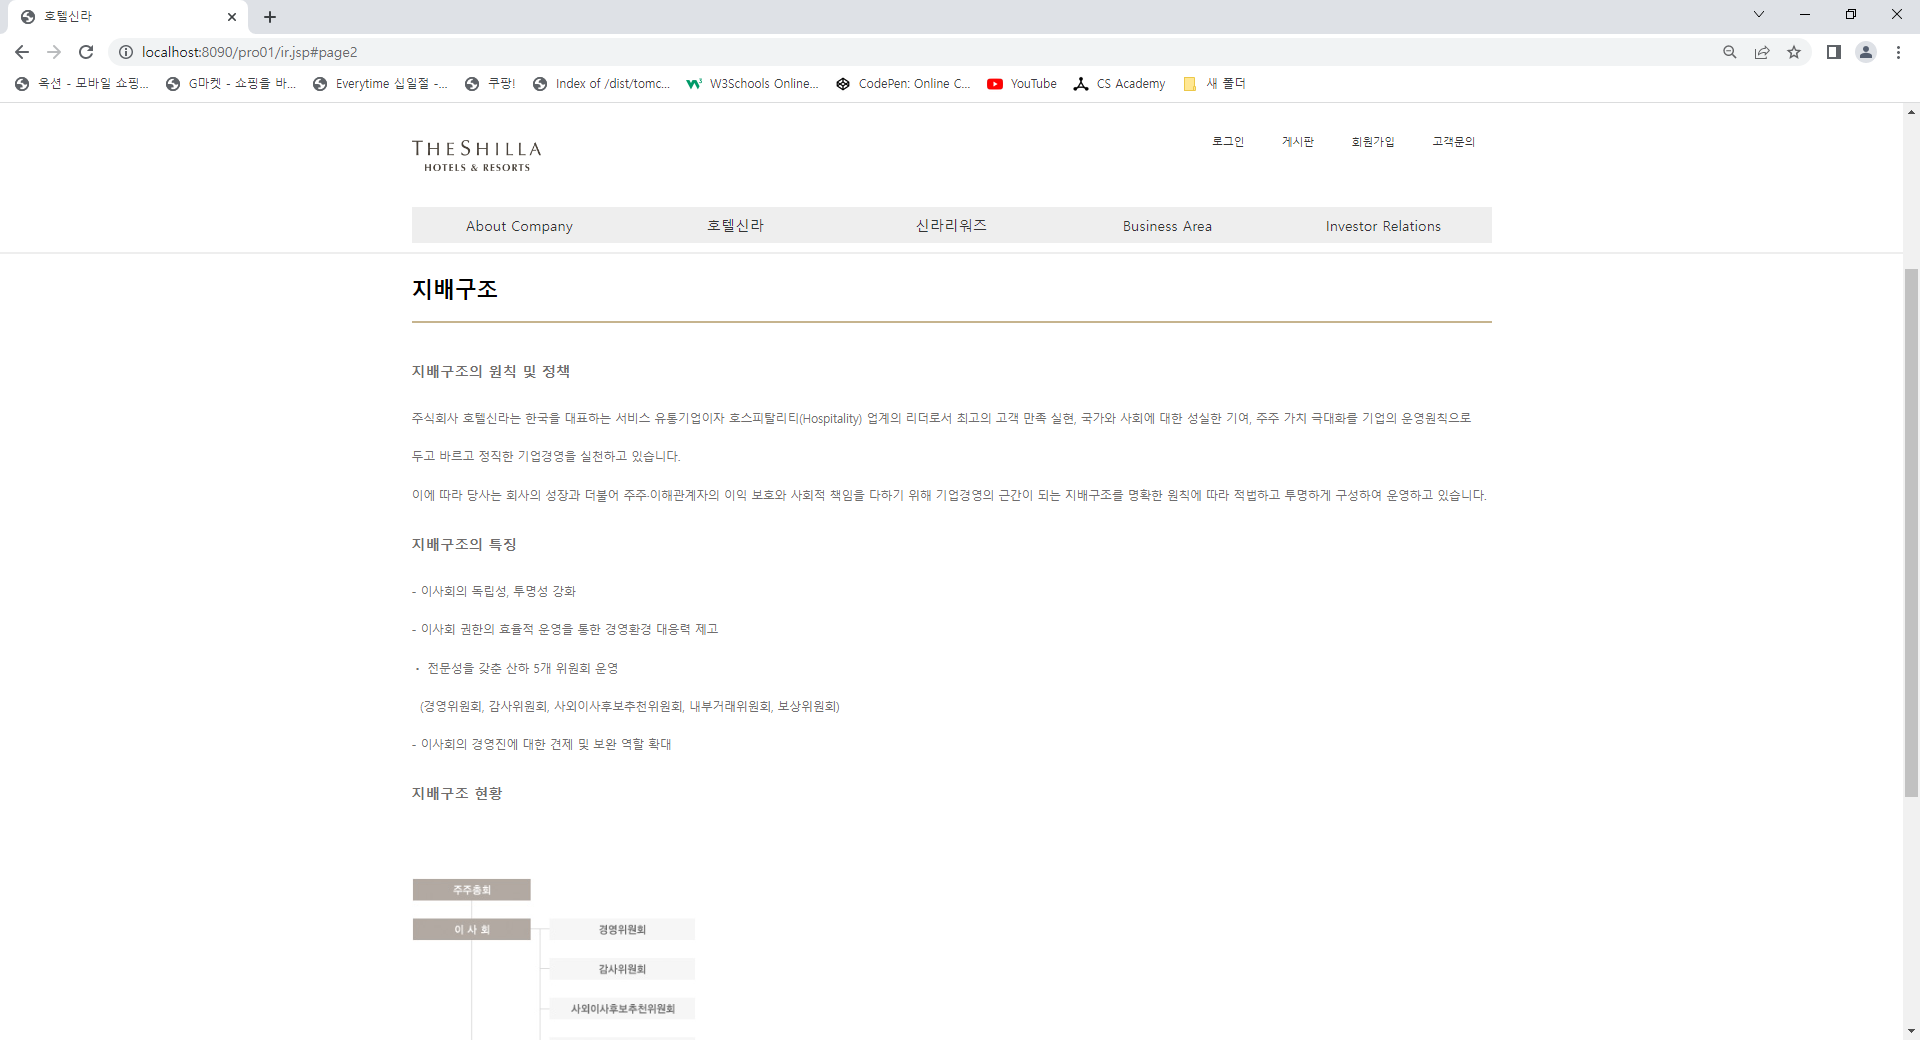 호텔신라
localhost:8090/pro01/ir.jsp#page2
옥션 - 모바일 쇼핑...
G마켓 - 쇼핑을 바...
Everytime 십일절 -...
쿠팡!
Index of /dist/tomc...
W3Schools Online...
CodePen: Online C...
YouTube
CS Academy
새 폴더
THE SHILLA
HOTELS & RESORTS
로그인
게시판
회원가입
고객문의
About Company
호텔신라
신라리워즈
Business Area
Investor Relations
지배구조
지배구조의 원칙 및 정책
주식회사 호텔신라는 한국을 대표하는 서비스 유통기업이자 호스피탈리티(Hospitality) 업계의 리더로서 최고의 고객 만족 실현, 국가와 사회에 대한 성실한 기여, 주주 가치 극대화를 기업의 운영원칙으로
두고 바르고 정직한 기업경영을 실천하고 있습니다.
이에 따라 당사는 회사의 성장과 더불어 주주·이해관계자의 이익 보호와 사회적 책임을 다하기 위해 기업경영의 근간이 되는 지배구조를 명확한 원칙에 따라 적법하고 투명하게 구성하여 운영하고 있습니다.
지배구조의 특징
- 이사회의 독립성, 투명성 강화
- 이사회 권한의 효율적 운영을 통한 경영환경 대응력 제고
・ 전문성을 갖춘 산하 5개 위원회 운영
(경영위원회, 감사위원회, 사외이사후보추천위원회, 내부거래위원회, 보상위원회)
- 이사회의 경영진에 대한 견제 및 보완 역할 확대
지배구조 현황
주주총회
이 사 회
경영위원회
감사위원회
사외이사후보추천위원회